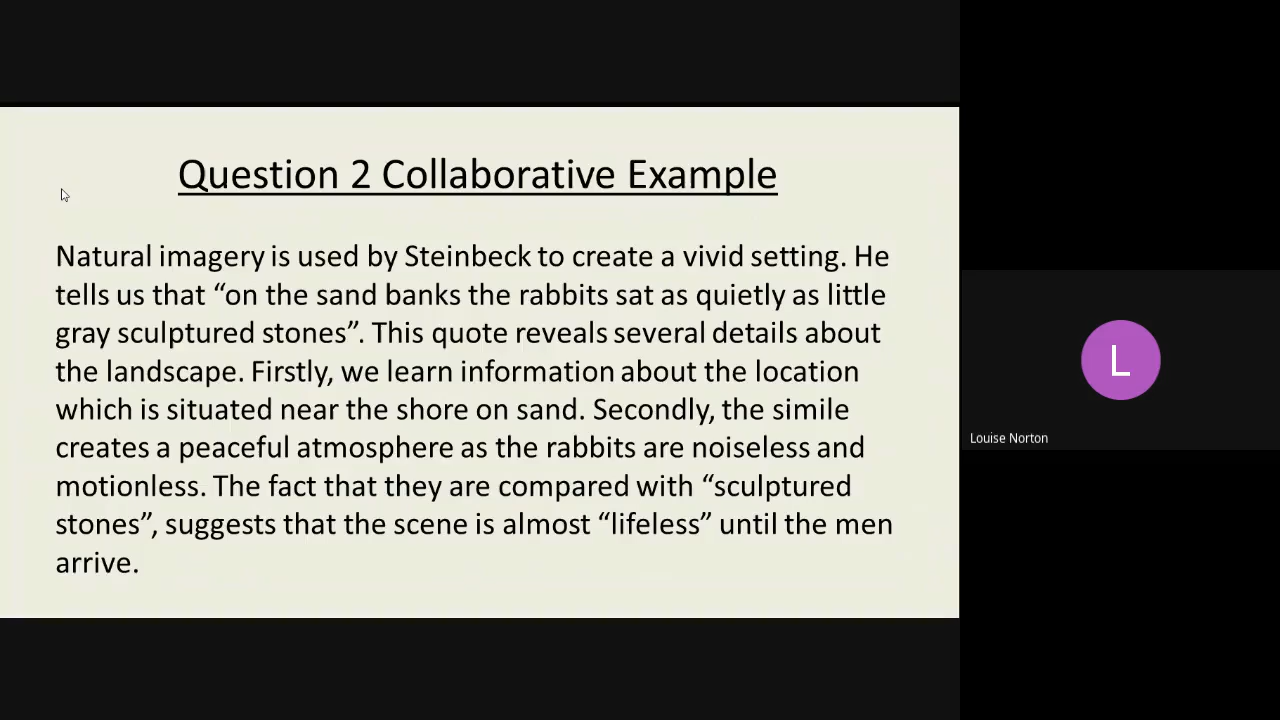 Question 2 Collaborative Example
Natural imagery is used by Steinbeck to create a vivid setting. He
tells us that “on the sand banks the rabbits sat as quietly as little
gray sculptured stones”. This quote reveals several details about
the landscape. Firstly, we learn information about the location
which is situated near the shore on sand. Secondly, the simile
creates a peaceful atmosphere as the rabbits are noiseless and
motionless. The fact that they are compared with “sculptured
stones”, suggests that the scene is almost “lifeless” until the men
arrive.
L
Louise Norton